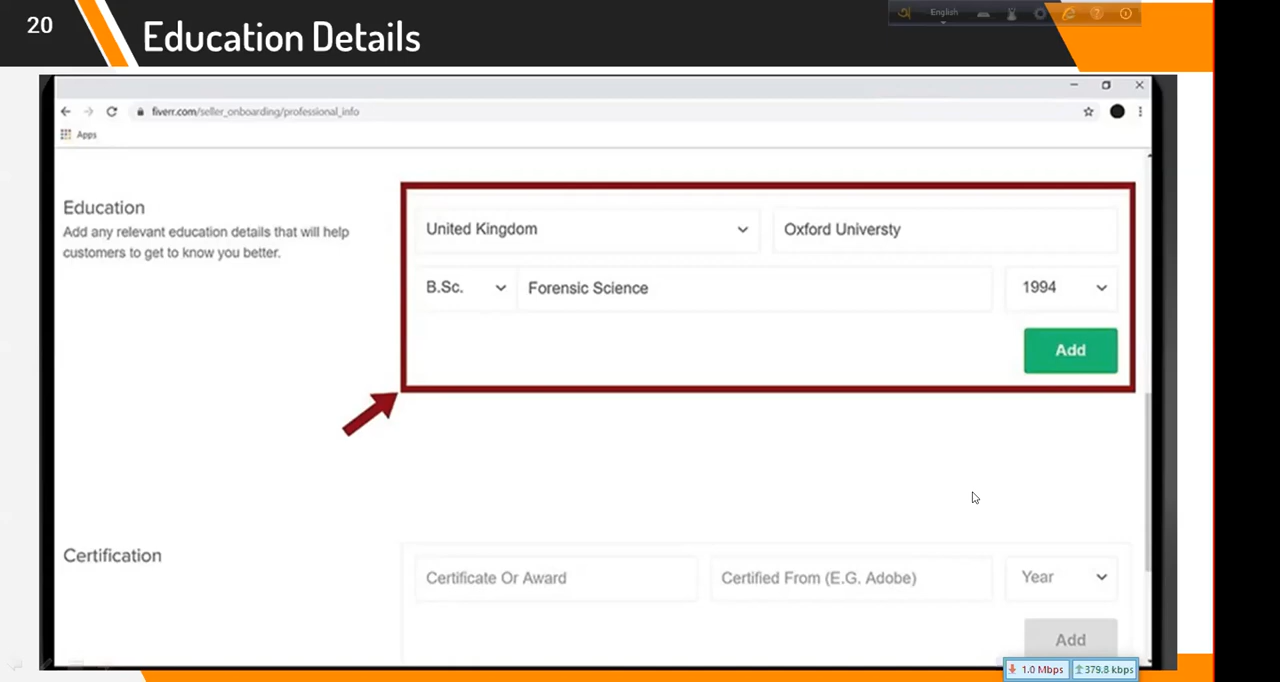 20
Education Details
English
fiverr.com/seller_onboarding/professional_info
Apps
Education
Add any relevant education details that will help
customers to get to know you better.
United Kingdom
Oxford Universty
B.Sc.
Forensic Science
1994
Add
Certification
Certificate Or Award
Certified From (E.G. Adobe)
Year
Add
1.0 Mbps
379.8 kbps